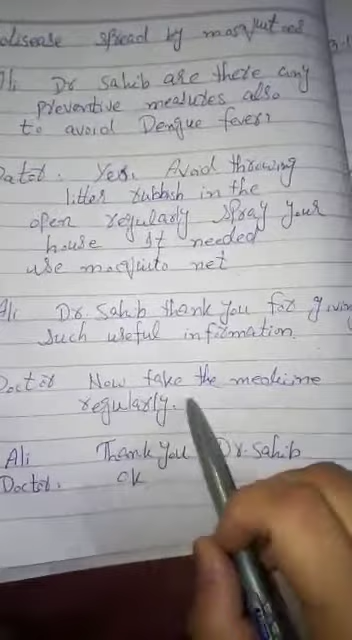 disease spread by mosquitoes
Ali Dr Sahib are there any
preventive measures also
to avoid Dengue fever?
Doctor. Yes. Avoid throwing
litter rubbish in the
open regularly spray your
house if needed
use mosquito net
Ali Dr. Sahib thank you for giving
such useful information.
Doctor Now take the medicine
regularly.
Ali Thank you Dr. Sahib
Doctor. ok